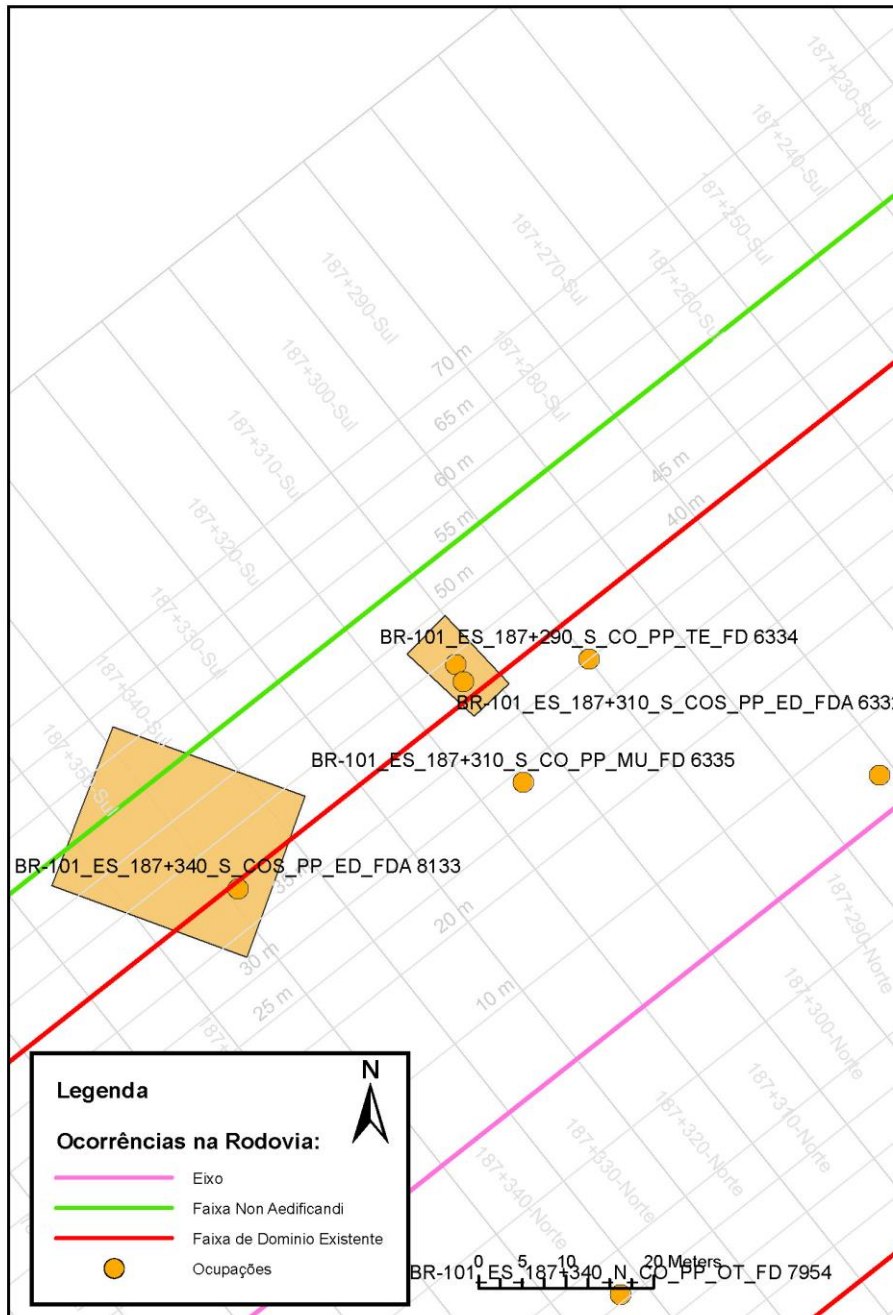 187+230-Sul
187+240-Sul
187+250-Sul
187+260-Sul
187+270-Sul
187+280-Sul
187+290-Sul
187+300-Sul
187+310-Sul
187+320-Sul
187+330-Sul
187+340-Sul
187+350-Sul
70 m
65 m
60 m
55 m
50 m
45 m
40 m
35
30 m
25 m
20 m
10 m
BR-101_ES_187+290_S_CO_PP_TE_FD 6334
BR-101_ES_187+310_S_COS_PP_ED_FDA 633
BR-101_ES_187+310_S_CO_PP_MU_FD 6335
BR-101_ES_187+340_S_COS_PP_ED_FDA 8133
187+290-Norte
187+300-Norte
187+310-Norte
187+320-Norte
187+330-Norte
187+340-Norte
N
Legenda
Ocorrências na Rodovia:
Eixo
Faixa Non Aedificandi
Faixa de Dominio Existente
Ocupações
0 5 10 20 Meters
BR-101_ES_187+340_N_CO_PP_OT_FD 7954